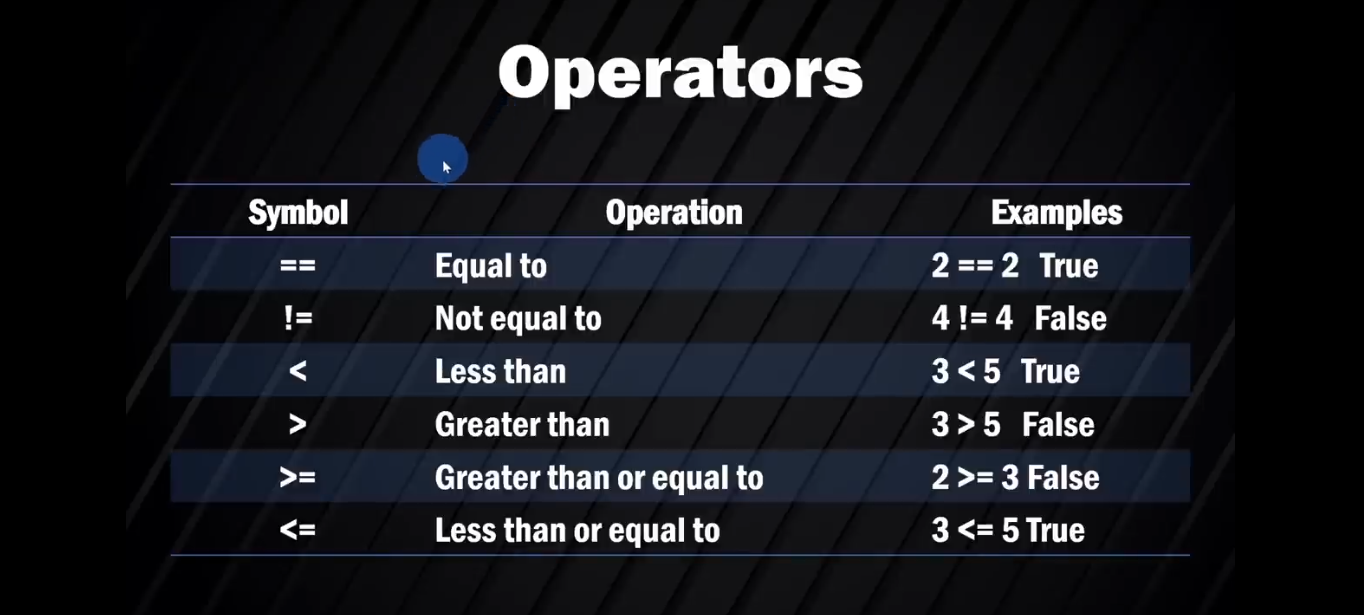 Operators
Symbol Operation Examples
== Equal to 2 == 2 True
!= Not equal to 4 != 4 False
< Less than 3 < 5 True
> Greater than 3 > 5 False
>= Greater than or equal to 2 >= 3 False
<= Less than or equal to 3 <= 5 True